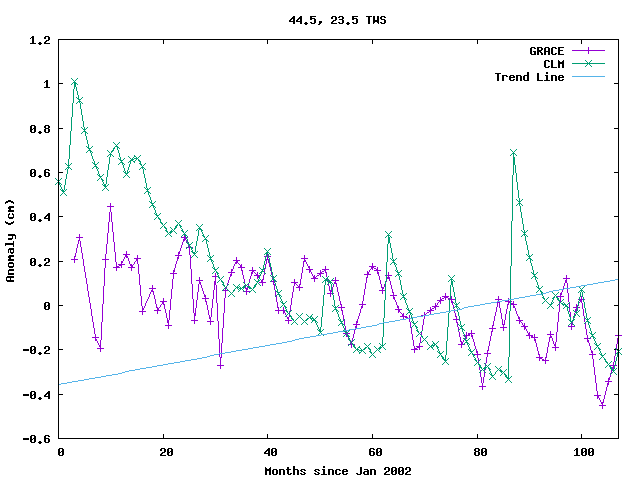 44.5, 23.5 TWS
GRACE
CLM
Trend Line
1.2
1
0.8
0.6
0.4
0.2
0
-0.2
-0.4
-0.6
Anomaly (cm)
0 20 40 60 80 100
Months since Jan 2002